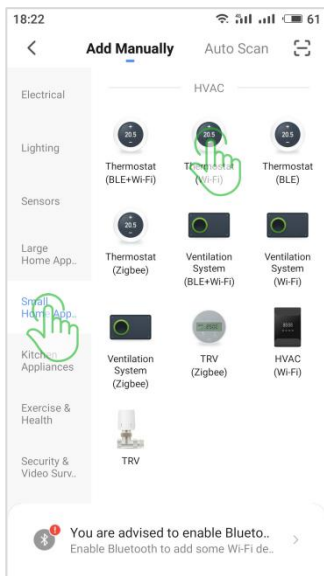 18:22
61
Add Manually
Auto Scan
Electrical
Lighting
Sensors
Large
Home App..
Small
Home App..
Kitchen
Appliances
Exercise &
Health
Security &
Video Surv..
HVAC
20.5
20.5
20.5
Thermostat
(BLE+Wi-Fi)
Thermostat
(Wi-Fi)
Thermostat
(BLE)
20.5
Thermostat
(Zigbee)
Ventilation
System
(BLE+Wi-Fi)
Ventilation
System
(Wi-Fi)
Ventilation
System
(Zigbee)
TRV
(Zigbee)
HVAC
(Wi-Fi)
TRV
You are advised to enable Blueto..
Enable Bluetooth to add some Wi-Fi de..